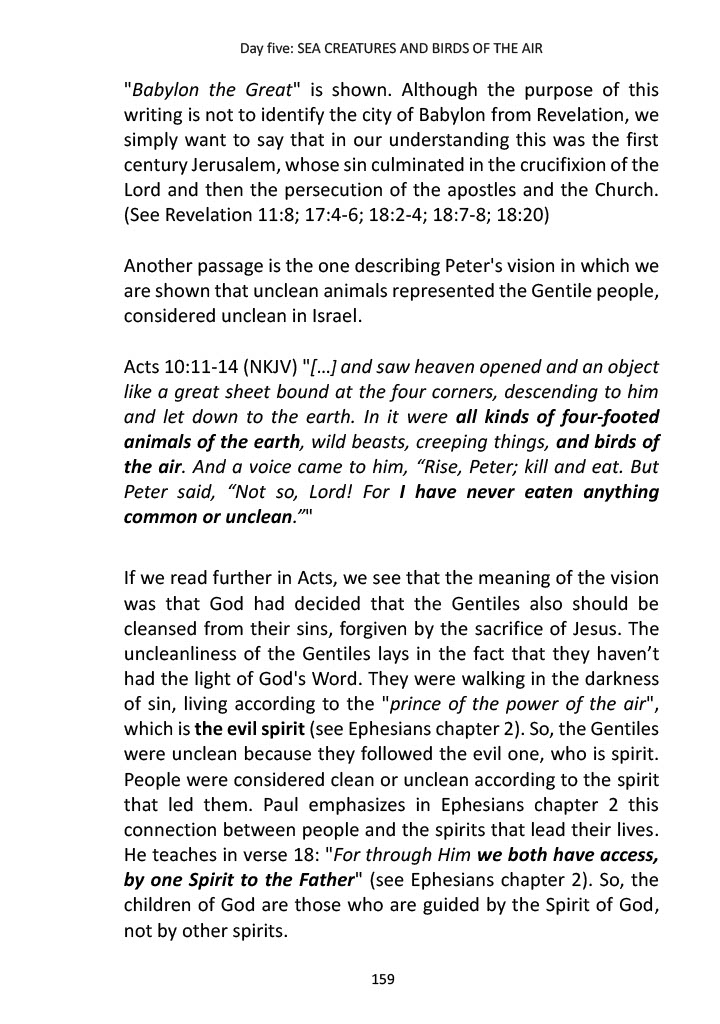 Day five: SEA CREATURES AND BIRDS OF THE AIR
"Babylon the Great" is shown. Although the purpose of this
writing is not to identify the city of Babylon from Revelation, we
simply want to say that in our understanding this was the first
century Jerusalem, whose sin culminated in the crucifixion of the
Lord and then the persecution of the apostles and the Church.
(See Revelation 11:8; 17:4-6; 18:2-4; 18:7-8; 18:20)
Another passage is the one describing Peter's vision in which we
are shown that unclean animals represented the Gentile people,
considered unclean in Israel.
Acts 10:11-14 (NKJV) "[…] and saw heaven opened and an object
like a great sheet bound at the four corners, descending to him
and let down to the earth. In it were all kinds of four-footed
animals of the earth, wild beasts, creeping things, and birds of
the air. And a voice came to him, “Rise, Peter; kill and eat. But
Peter said, “Not so, Lord! For I have never eaten anything
common or unclean.”"
If we read further in Acts, we see that the meaning of the vision
was that God had decided that the Gentiles also should be
cleansed from their sins, forgiven by the sacrifice of Jesus. The
uncleanliness of the Gentiles lays in the fact that they haven’t
had the light of God's Word. They were walking in the darkness
of sin, living according to the "prince of the power of the air",
which is the evil spirit (see Ephesians chapter 2). So, the Gentiles
were unclean because they followed the evil one, who is spirit.
People were considered clean or unclean according to the spirit
that led them. Paul emphasizes in Ephesians chapter 2 this
connection between people and the spirits that lead their lives.
He teaches in verse 18: "For through Him we both have access,
by one Spirit to the Father" (see Ephesians chapter 2). So, the
children of God are those who are guided by the Spirit of God,
not by other spirits.
159